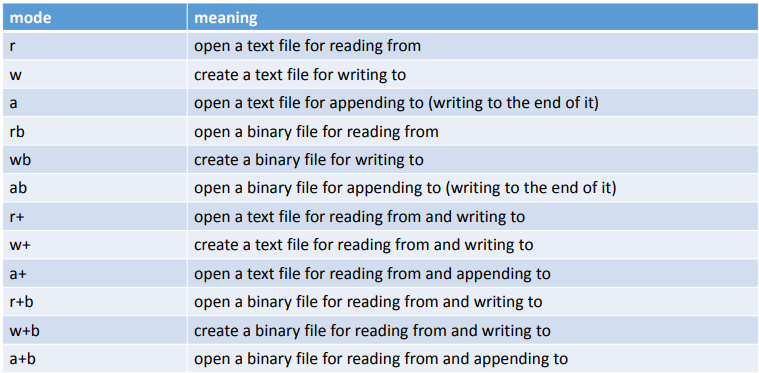 mode meaning
r open a text file for reading from
w create a text file for writing to
a open a text file for appending to (writing to the end of it)
rb open a binary file for reading from
wb create a binary file for writing to
ab open a binary file for appending to (writing to the end of it)
r+ open a text file for reading from and writing to
w+ create a text file for reading from and writing to
a+ open a text file for reading from and appending to
r+b open a binary file for reading from and writing to
w+b create a binary file for reading from and writing to
a+b open a binary file for reading from and appending to